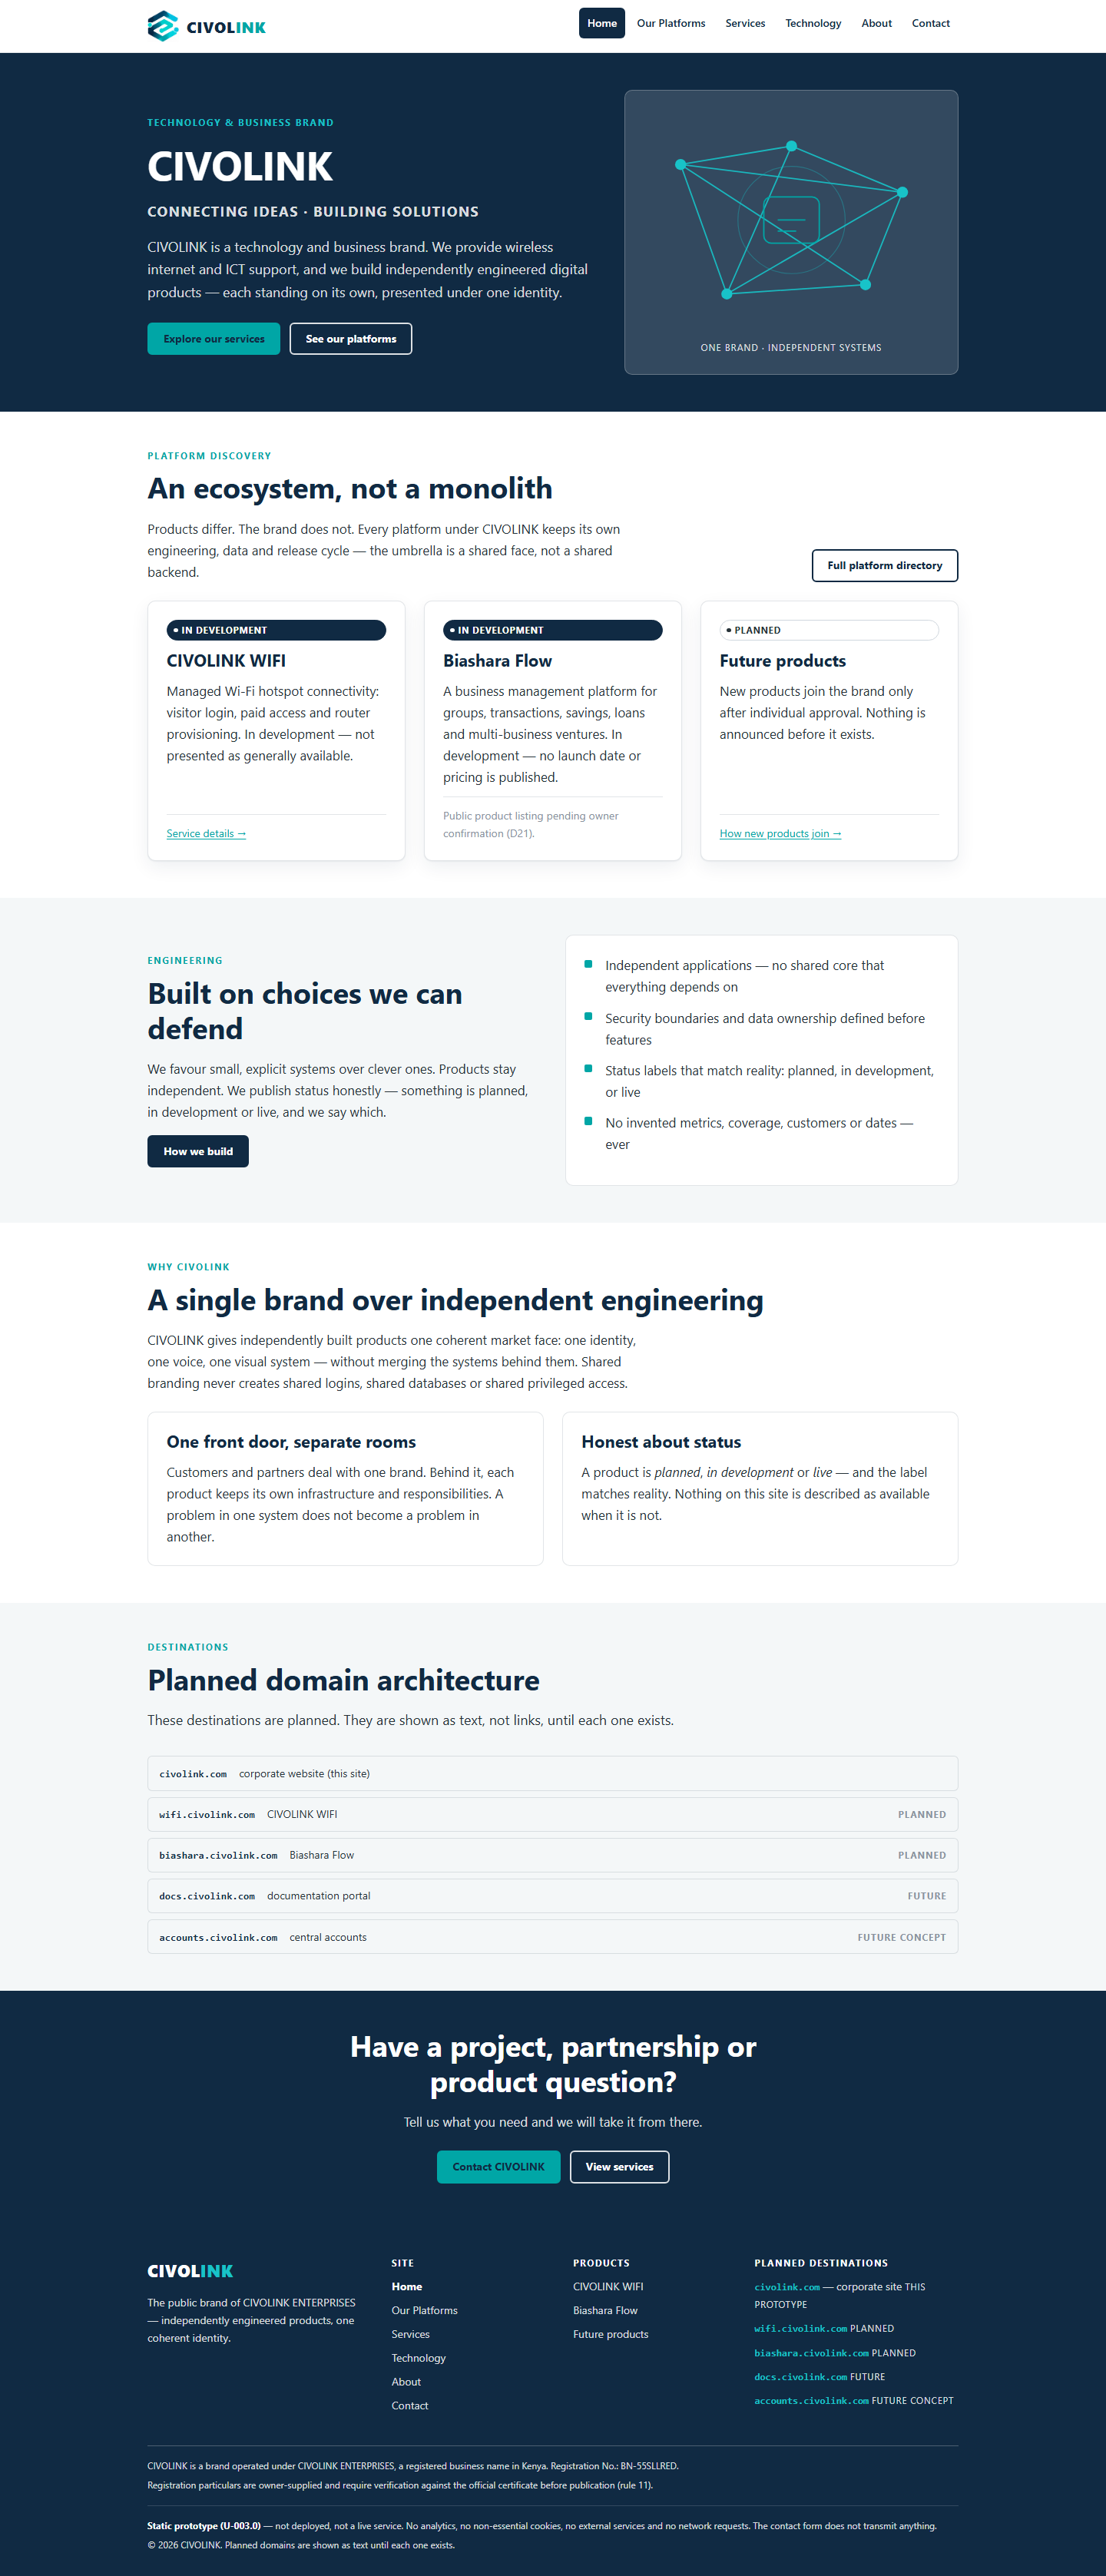 CIVOLINK
Home
Our Platforms
Services
Technology
About
Contact
TECHNOLOGY & BUSINESS BRAND
CIVOLINK
CONNECTING IDEAS · BUILDING SOLUTIONS
CIVOLINK is a technology and business brand. We provide wireless
internet and ICT support, and we build independently engineered digital
products — each standing on its own, presented under one identity.
Explore our services
See our platforms
ONE BRAND · INDEPENDENT SYSTEMS
PLATFORM DISCOVERY
An ecosystem, not a monolith
Products differ. The brand does not. Every platform under CIVOLINK keeps its own
engineering, data and release cycle — the umbrella is a shared face, not a shared
backend.
Full platform directory
IN DEVELOPMENT
CIVOLINK WIFI
Managed Wi-Fi hotspot connectivity:
visitor login, paid access and router
provisioning. In development — not
presented as generally available.
Service details →
IN DEVELOPMENT
Biashara Flow
A business management platform for
groups, transactions, savings, loans
and multi-business ventures. In
development — no launch date or
pricing is published.
Public product listing pending owner
confirmation (D21).
PLANNED
Future products
New products join the brand only
after individual approval. Nothing is
announced before it exists.
How new products join →
ENGINEERING
Built on choices we can
defend
We favour small, explicit systems over clever ones. Products stay
independent. We publish status honestly — something is planned,
in development or live, and we say which.
How we build
Independent applications — no shared core that
everything depends on
Security boundaries and data ownership defined before
features
Status labels that match reality: planned, in development,
or live
No invented metrics, coverage, customers or dates —
ever
WHY CIVOLINK
A single brand over independent engineering
CIVOLINK gives independently built products one coherent market face: one identity,
one voice, one visual system — without merging the systems behind them. Shared
branding never creates shared logins, shared databases or shared privileged access.
One front door, separate rooms
Customers and partners deal with one brand. Behind it, each
product keeps its own infrastructure and responsibilities. A
problem in one system does not become a problem in
another.
Honest about status
A product is planned, in development or live — and the label
matches reality. Nothing on this site is described as available
when it is not.
DESTINATIONS
Planned domain architecture
These destinations are planned. They are shown as text, not links, until each one exists.
civolink.com corporate website (this site)
wifi.civolink.com CIVOLINK WIFI PLANNED
biashara.civolink.com Biashara Flow PLANNED
docs.civolink.com documentation portal FUTURE
accounts.civolink.com central accounts FUTURE CONCEPT
Have a project, partnership or
product question?
Tell us what you need and we will take it from there.
Contact CIVOLINK
View services
CIVOLINK
The public brand of CIVOLINK ENTERPRISES
— independently engineered products, one
coherent identity.
SITE
Home
Our Platforms
Services
Technology
About
Contact
PRODUCTS
CIVOLINK WIFI
Biashara Flow
Future products
PLANNED DESTINATIONS
civolink.com — corporate site THIS
PROTOTYPE
wifi.civolink.com PLANNED
biashara.civolink.com PLANNED
docs.civolink.com FUTURE
accounts.civolink.com FUTURE CONCEPT
CIVOLINK is a brand operated under CIVOLINK ENTERPRISES, a registered business name in Kenya. Registration No.: BN-55SLLRED.
Registration particulars are owner-supplied and require verification against the official certificate before publication (rule 11).
Static prototype (U-003.0) — not deployed, not a live service. No analytics, no non-essential cookies, no external services and no network requests. The contact form does not transmit anything.
© 2026 CIVOLINK. Planned domains are shown as text until each one exists.